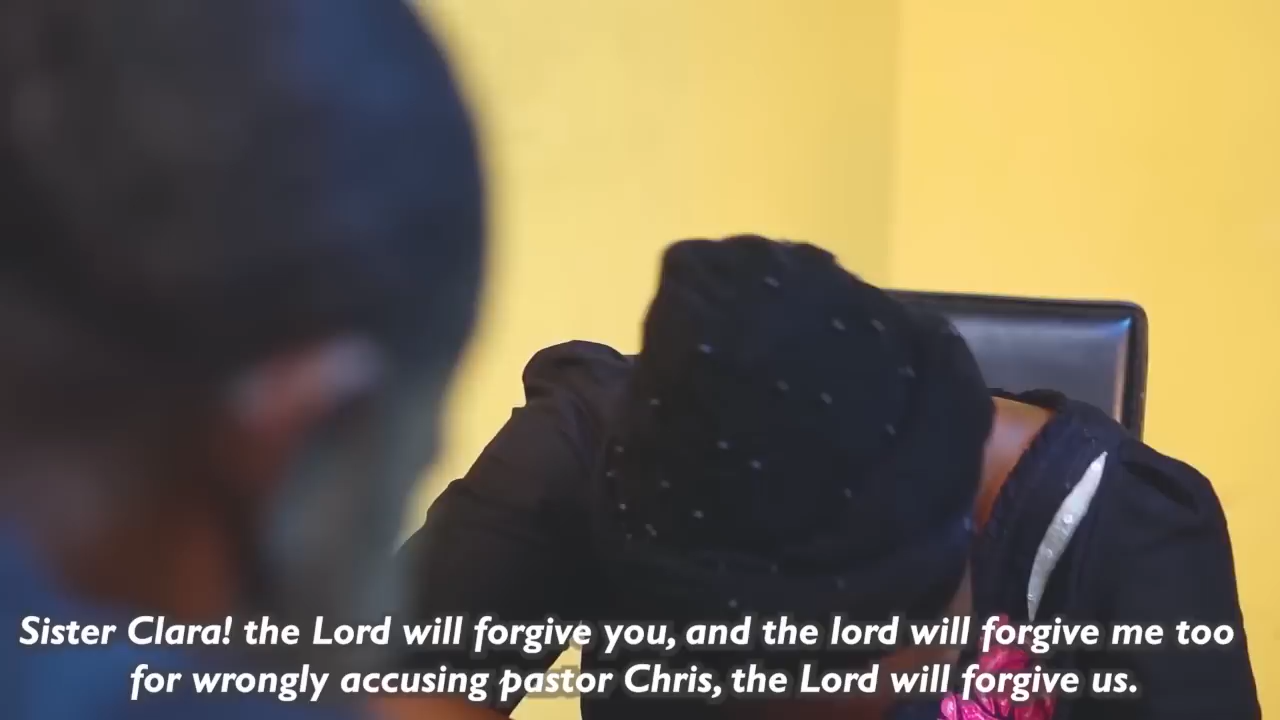 Sister Clara! the Lord will forgive you, and the lord will forgive me too
for wrongly accusing pastor Chris, the Lord will forgive us.